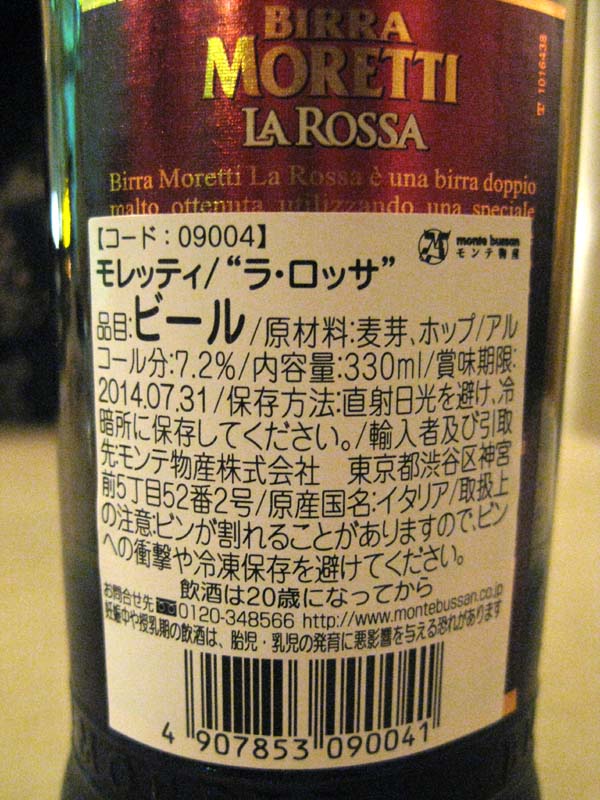 BIRRA
MORETTI
LA ROSSA
T 1016438
Birra Moretti La Rossa è una birra doppio
malto ottenuta utilizzando una speciale
【コード：09004】
monte bussan
モンテ物産
モレッティ/“ラ・ロッサ”
品目:ビール/原材料:麦芽、ホップ/アル
コール分:7.2%/内容量:330ml/賞味期限:
2014.07.31/保存方法:直射日光を避け、冷
暗所に保存してください。/輸入者及び引取
先:モンテ物産株式会社　東京都渋谷区神宮
前5丁目52番2号/原産国名:イタリア/取扱上
の注意:ビンが割れることがありますので、ビン
への衝撃や冷凍保存を避けてください。
飲酒は20歳になってから
お問合せ先 0120-348566 http://www.montebussan.co.jp
妊娠中や授乳期の飲酒は、胎児・乳児の発育に悪影響を与える恐れがあります
4 907853 090041